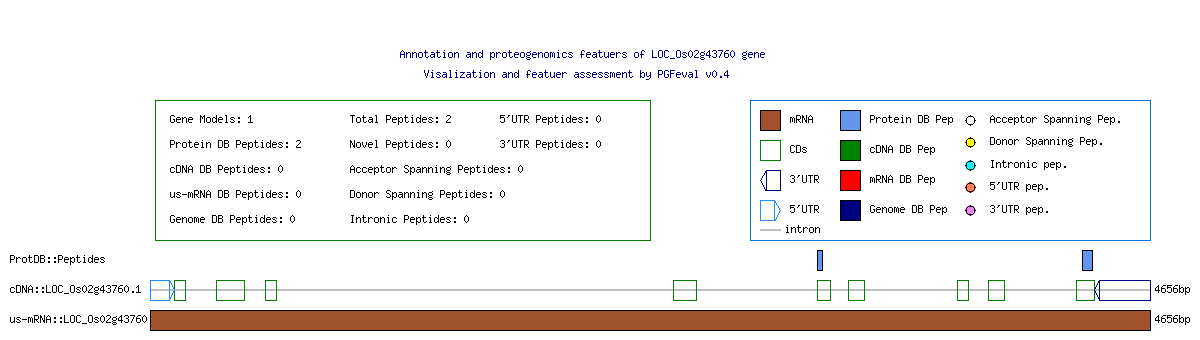 Annotation and proteogenomics featuers of LOC_Os02g43760 gene
Visalization and featuer assessment by PGFeval v0.4
Gene Models: 1 Total Peptides: 2 5'UTR Peptides: 0
Protein DB Peptides: 2 Novel Peptides: 0 3'UTR Peptides: 0
cDNA DB Peptides: 0 Acceptor Spanning Peptides: 0
us-mRNA DB Peptides: 0 Donor Spanning Peptides: 0
Genome DB Peptides: 0 Intronic Peptides: 0
mRNA Protein DB Pep Acceptor Spanning Pep.
CDs cDNA DB Pep Donor Spanning Pep.
3'UTR mRNA DB Pep Intronic pep.
5'UTR Genome DB Pep 5'UTR pep.
intron 3'UTR pep.
ProtDB::Peptides
cDNA::LOC_Os02g43760.1 4656bp
us-mRNA::LOC_Os02g43760 4656bp